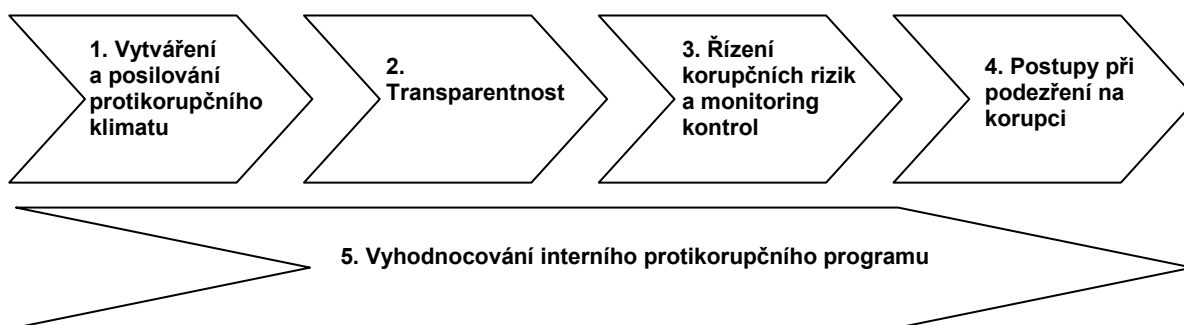 1. Vytváření
a posilování
protikorupčního
klimatu
2.
Transparentnost
3. Řízení
korupčních rizik
a monitoring
kontrol
4. Postupy při
podezření na
korupci
5. Vyhodnocování interního protikorupčního programu